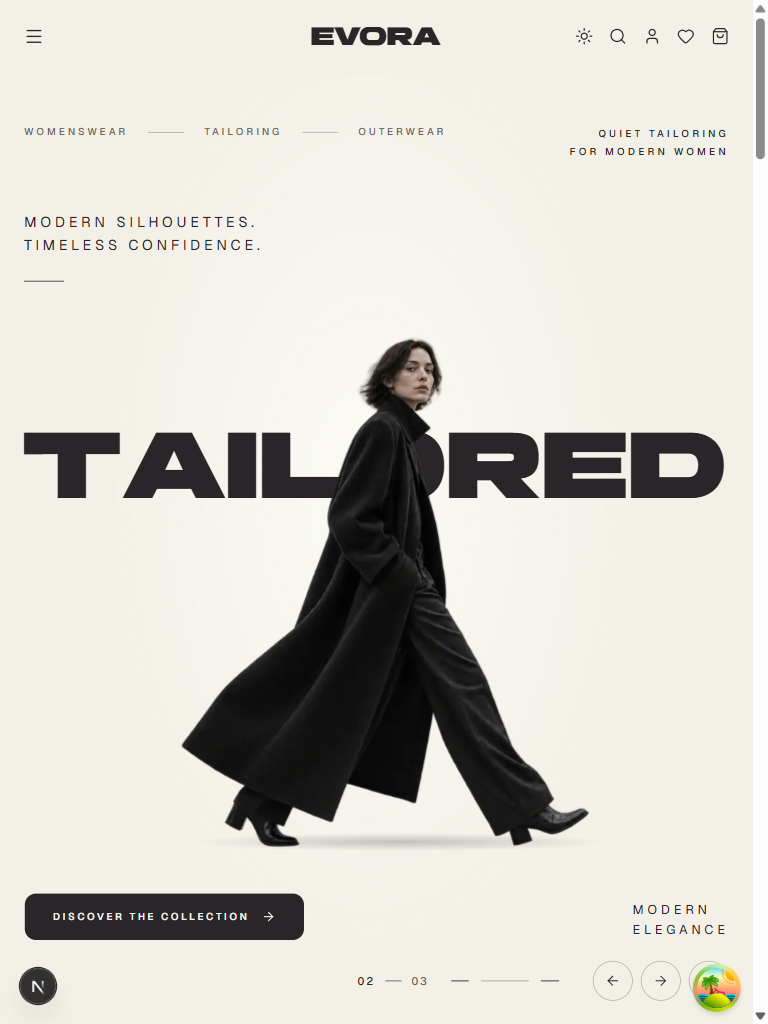 EVORA
WOMENSWEAR TAILORING OUTERWEAR
QUIET TAILORING
FOR MODERN WOMEN
MODERN SILHOUETTES.
TIMELESS CONFIDENCE.
TAILORED
DISCOVER THE COLLECTION
MODERN
ELEGANCE
02 03
N